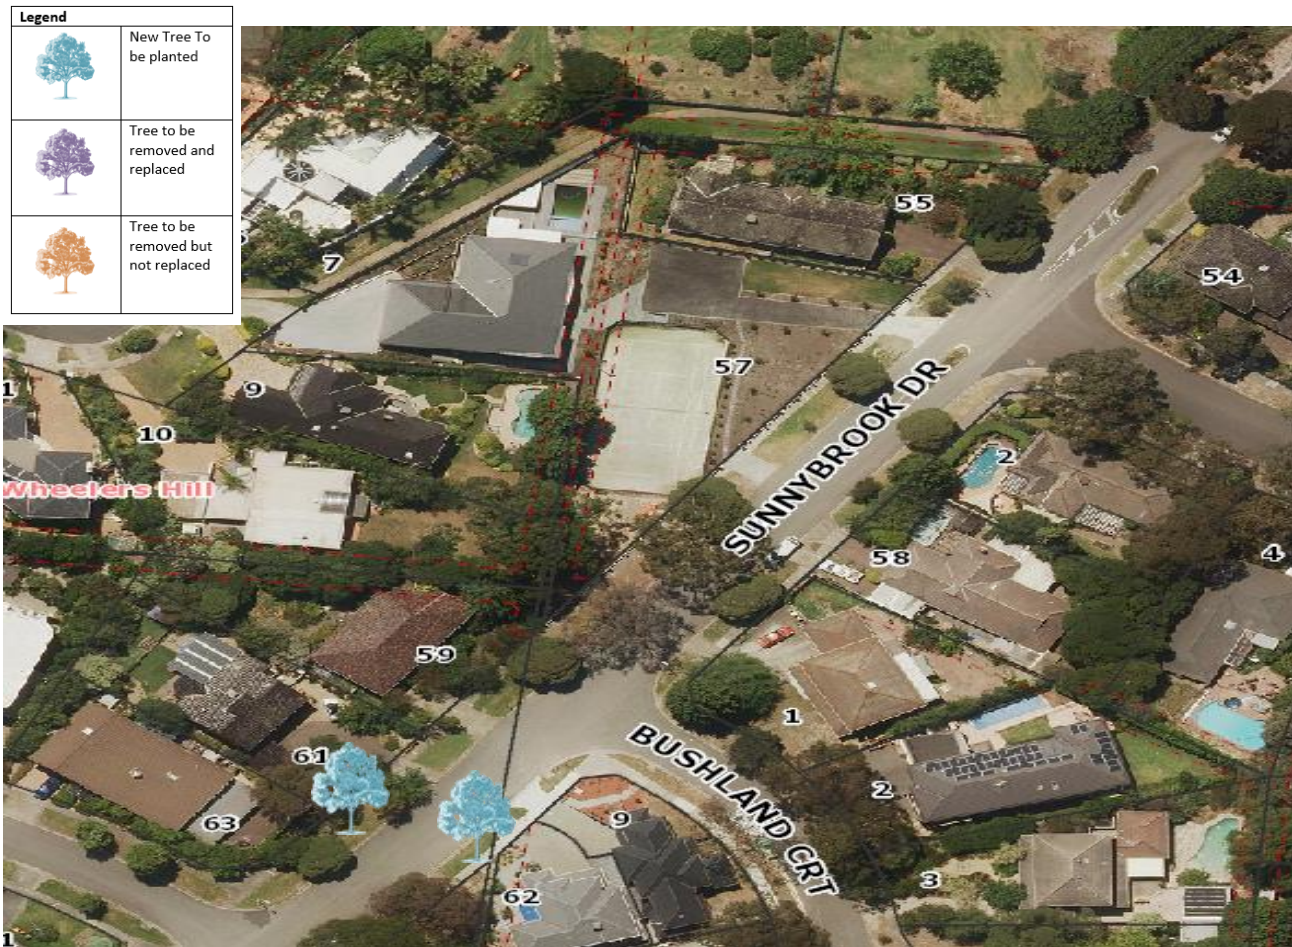 Legend
New Tree To
be planted
Tree to be
removed and
replaced
Tree to be
removed but
not replaced
55
7
54
57
9
1
10
2
SUNNYBROOK DR
Wheelers Hill
58
4
59
1
61
BUSHLAND CRT
2
63
9
3
62
1